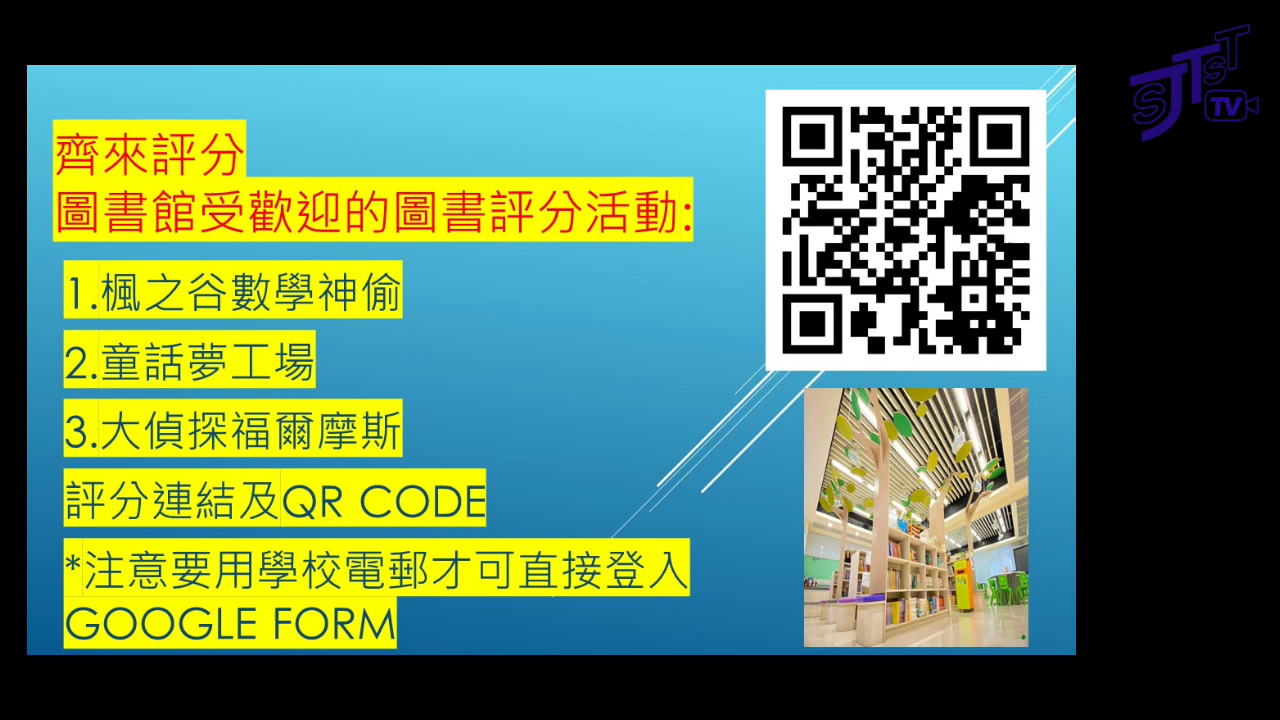 齊來評分
圖書館受歡迎的圖書評分活動:
1.楓之谷數學神偷
2.童話夢工場
3.大偵探福爾摩斯
評分連結及QR CODE
*注意要用學校電郵才可直接登入
GOOGLE FORM
SJTST
TV